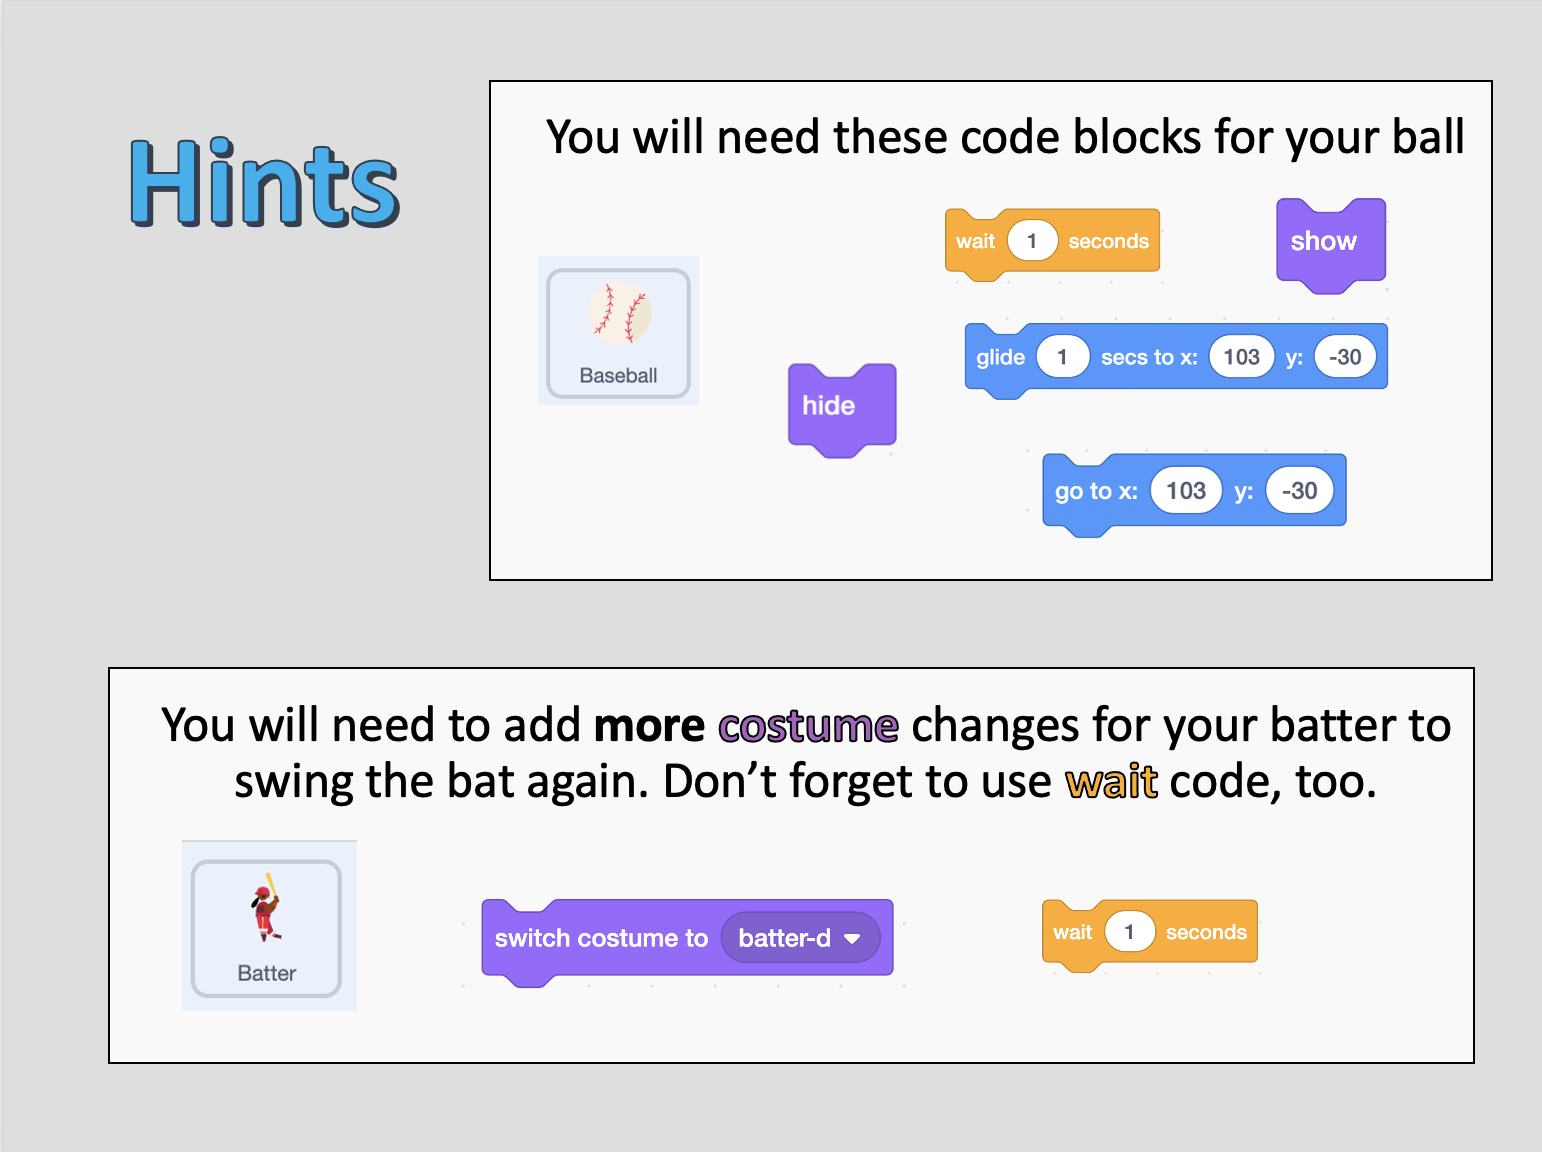 Hints
You will need these code blocks for your ball
wait 1 seconds
show
Baseball
hide
glide 1 secs to x: 103 y: -30
go to x: 103 y: -30
You will need to add more costume changes for your batter to
swing the bat again. Don’t forget to use wait code, too.
Batter
switch costume to batter-d
wait 1 seconds